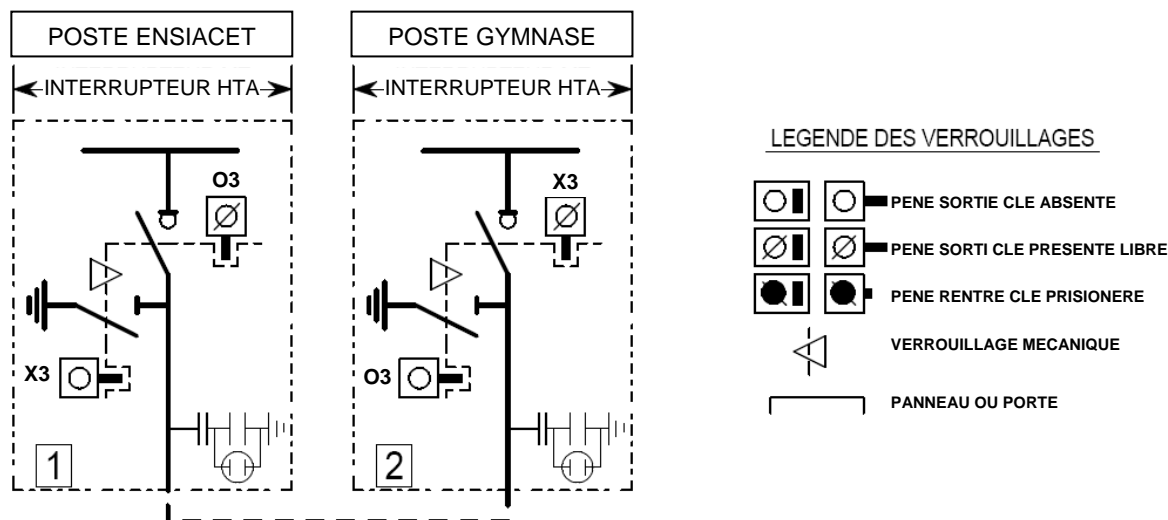 POSTE ENSIACET
POSTE GYMNASE
INTERRUPTEUR HTA
INTERRUPTEUR HTA
O3
X3
X3
O3
1
2
LEGENDE DES VERROUILLAGES
PENE SORTIE CLE ABSENTE
PENE SORTI CLE PRESENTE LIBRE
PENE RENTRE CLE PRISIONERE
VERROUILLAGE MECANIQUE
PANNEAU OU PORTE